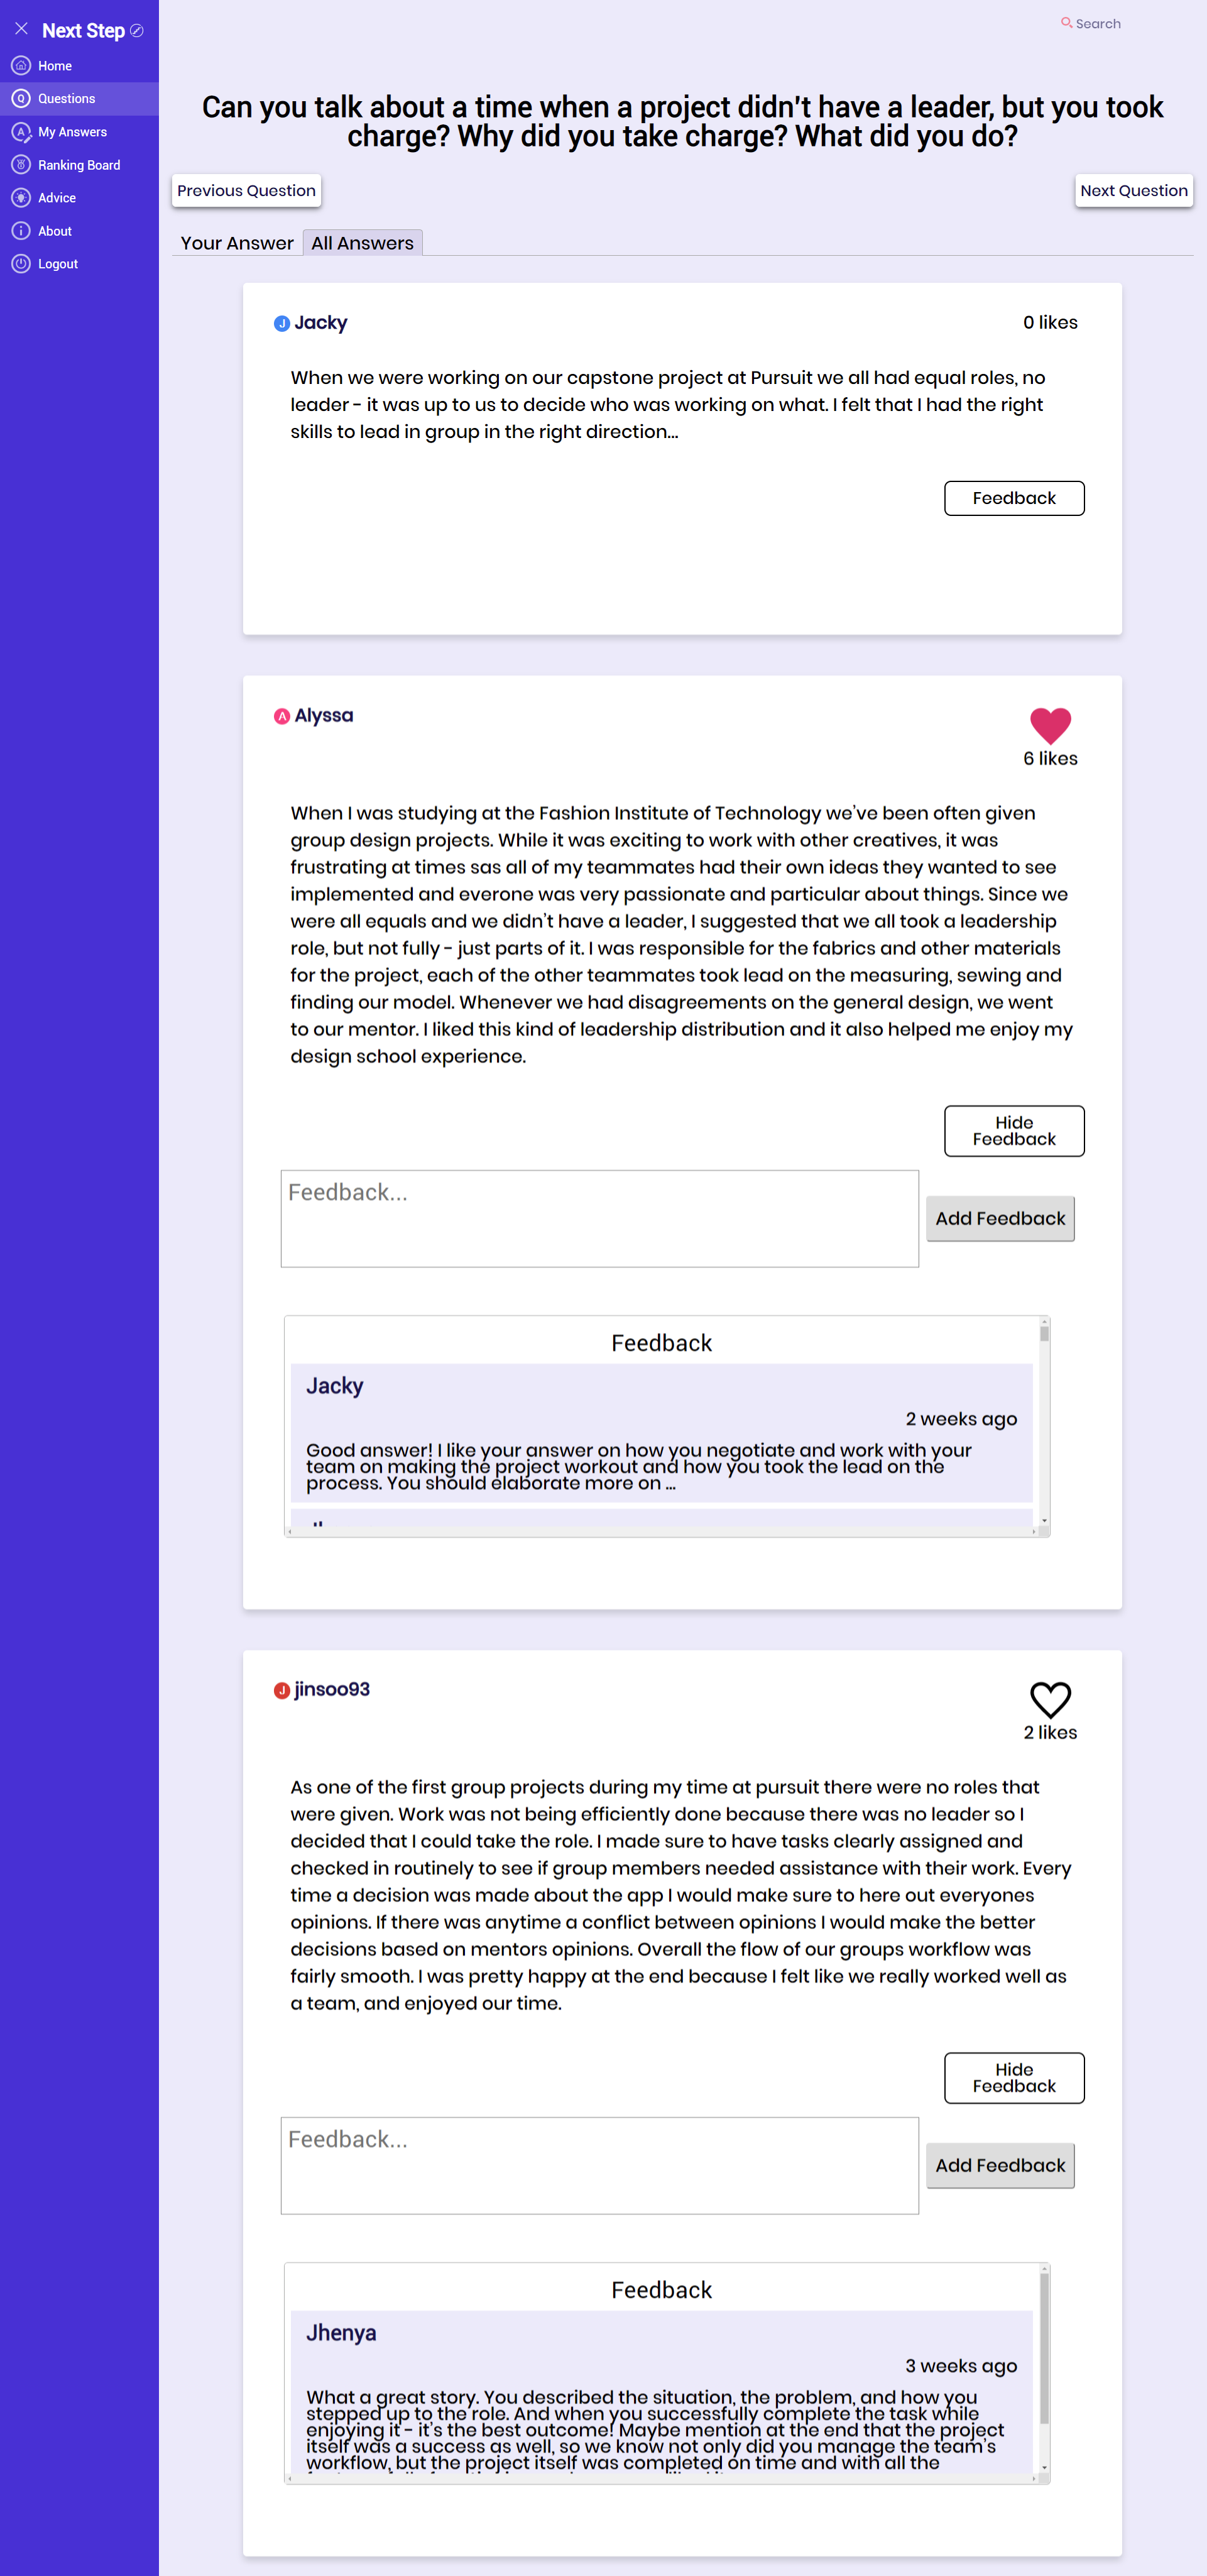 Next Step
Home
Questions
My Answers
Ranking Board
Advice
About
Logout
Search
Can you talk about a time when a project didn't have a leader, but you took
charge? Why did you take charge? What did you do?
Previous Question
Next Question
Your Answer
All Answers
J Jacky
0 likes
When we were working on our capstone project at Pursuit we all had equal roles, no
leader - it was up to us to decide who was working on what. I felt that I had the right
skills to lead in group in the right direction...
Feedback
A Alyssa
6 likes
When I was studying at the Fashion Institute of Technology we've been often given
group design projects. While it was exciting to work with other creatives, it was
frustrating at times sas all of my teammates had their own ideas they wanted to see
implemented and everone was very passionate and particular about things. Since we
were all equals and we didn't have a leader, I suggested that we all took a leadership
role, but not fully - just parts of it. I was responsible for the fabrics and other materials
for the project, each of the other teammates took lead on the measuring, sewing and
finding our model. Whenever we had disagreements on the general design, we went
to our mentor. I liked this kind of leadership distribution and it also helped me enjoy my
design school experience.
Hide
Feedback
Feedback...
Add Feedback
Feedback
Jacky
2 weeks ago
Good answer! I like your answer on how you negotiate and work with your
team on making the project workout and how you took the lead on the
process. You should elaborate more on ...
J jinsoo93
2 likes
As one of the first group projects during my time at pursuit there were no roles that
were given. Work was not being efficiently done because there was no leader so I
decided that I could take the role. I made sure to have tasks clearly assigned and
checked in routinely to see if group members needed assistance with their work. Every
time a decision was made about the app I would make sure to here out everyones
opinions. If there was anytime a conflict between opinions I would make the better
decisions based on mentors opinions. Overall the flow of our groups workflow was
fairly smooth. I was pretty happy at the end because I felt like we really worked well as
a team, and enjoyed our time.
Hide
Feedback
Feedback...
Add Feedback
Feedback
Jhenya
3 weeks ago
What a great story. You described the situation, the problem, and how you
stepped up to the role. And when you successfully complete the task while
enjoying it - it's the best outcome! Maybe mention at the end that the project
itself was a success as well, so we know not only did you manage the team's
workflow, but the project itself was completed on time and with all the